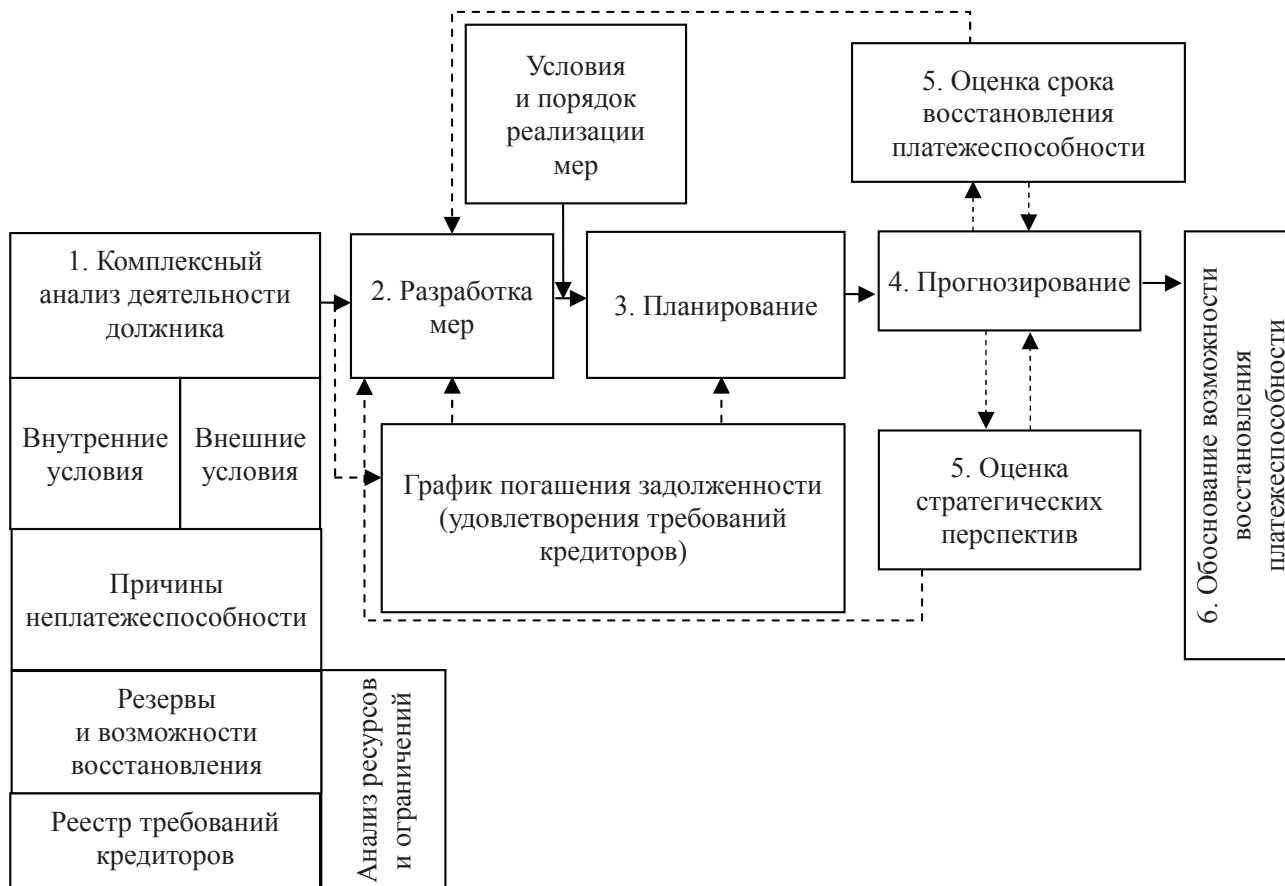 Условия
и порядок
реализации
мер
5. Оценка срока
восстановления
платежеспособности
1. Комплексный
анализ деятельности
должника
2. Разработка
мер
3. Планирование
4. Прогнозирование
6. Обоснование возможности
восстановления
платежеспособности
Внутренние
условия
Внешние
условия
График погашения задолженности
(удовлетворения требований
кредиторов)
5. Оценка
стратегических
перспектив
Причины
неплатежеспособности
Резервы
и возможности
восстановления
Анализ ресурсов
и ограничений
Реестр требований
кредиторов